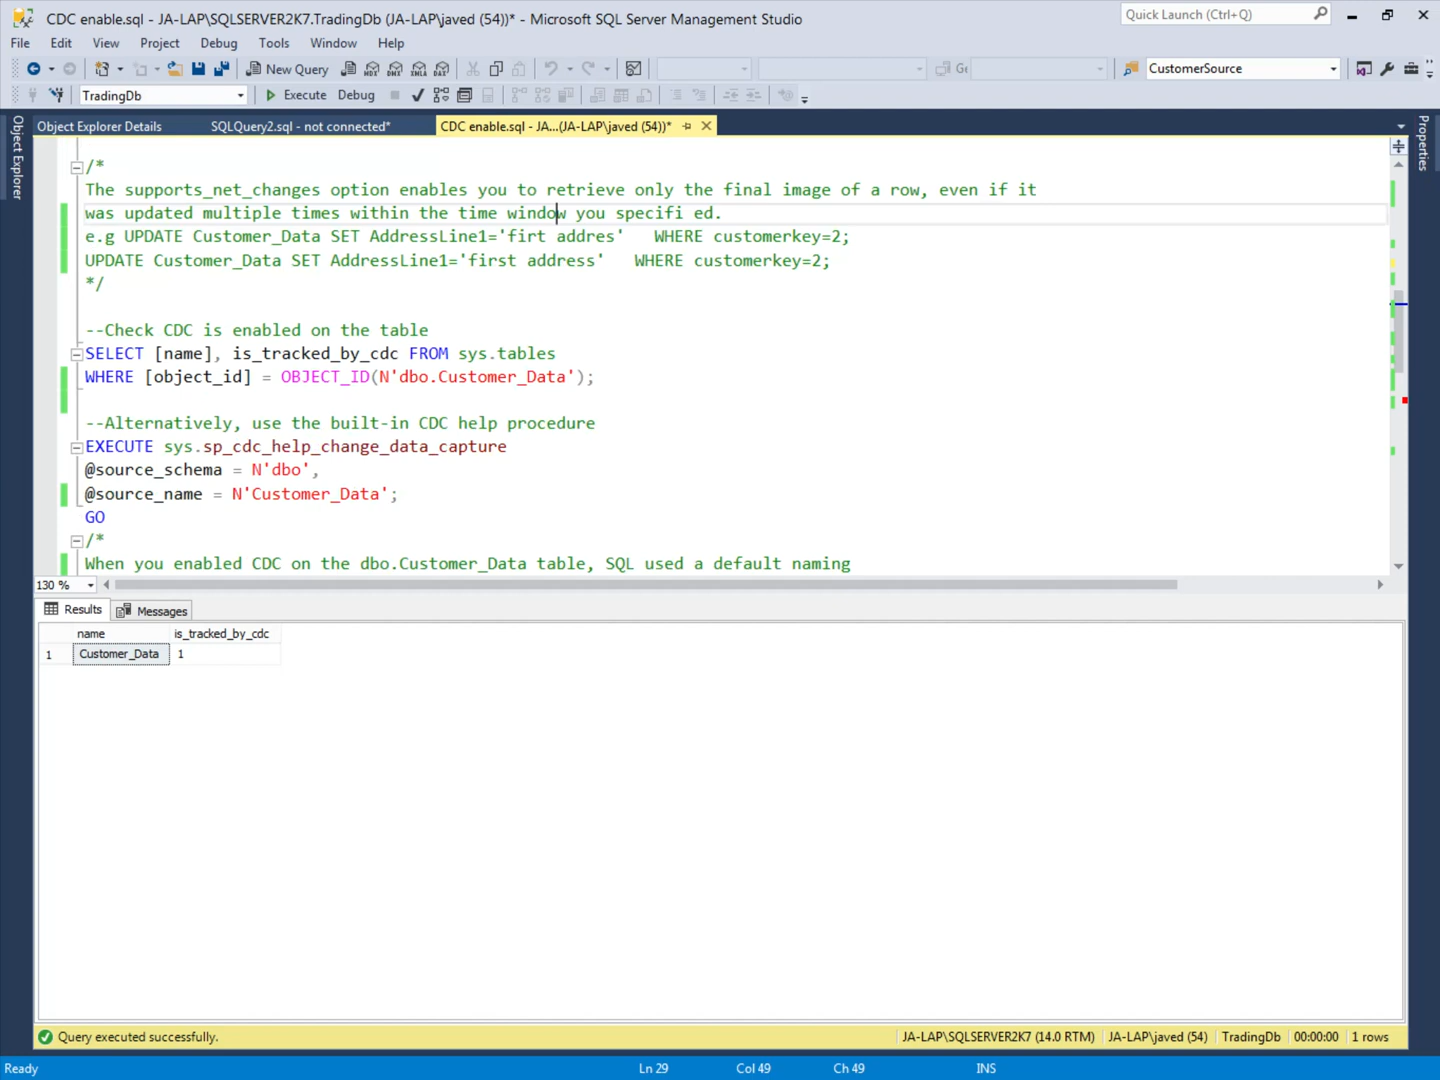 CDC enable.sql - JA-LAP\SQLSERVER2K7.TradingDb (JA-LAP\javed (54))* - Microsoft SQL Server Management Studio
Quick Launch (Ctrl+Q)
File Edit View Project Debug Tools Window Help
New Query
MDX DMX XMLA DAX
CustomerSource
TradingDb
Execute Debug
Object Explorer Details
SQLQuery2.sql - not connected*
CDC enable.sql - JA...(JA-LAP\javed (54))*
Object Explorer
Properties
/*
The supports_net_changes option enables you to retrieve only the final image of a row, even if it
was updated multiple times within the time window you specifi ed.
e.g UPDATE Customer_Data SET AddressLine1='firt addres'   WHERE customerkey=2;
UPDATE Customer_Data SET AddressLine1='first address'   WHERE customerkey=2;
*/
--Check CDC is enabled on the table
SELECT [name], is_tracked_by_cdc FROM sys.tables
WHERE [object_id] = OBJECT_ID(N'dbo.Customer_Data');
--Alternatively, use the built-in CDC help procedure
EXECUTE sys.sp_cdc_help_change_data_capture
@source_schema = N'dbo',
@source_name = N'Customer_Data';
GO
/*
When you enabled CDC on the dbo.Customer_Data table, SQL used a default naming
130 %
Results Messages
name is_tracked_by_cdc
1 Customer_Data 1
Query executed successfully.
JA-LAP\SQLSERVER2K7 (14.0 RTM) JA-LAP\javed (54) TradingDb 00:00:00 1 rows
Ready Ln 29 Col 49 Ch 49 INS